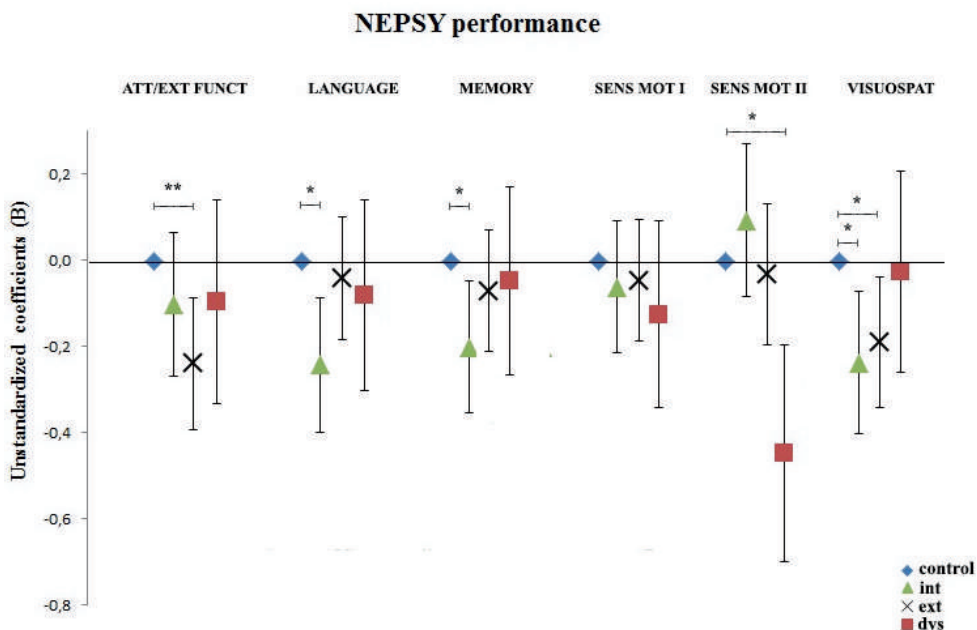 NEPSY performance
ATT/EXT FUNCT LANGUAGE MEMORY SENS MOT I SENS MOT II VISUOSPAT
Unstandardized coefficients (B)
0,2
0,0
-0,2
-0,4
-0,6
-0,8
**
*
*
*
*
*
control
int
ext
dys